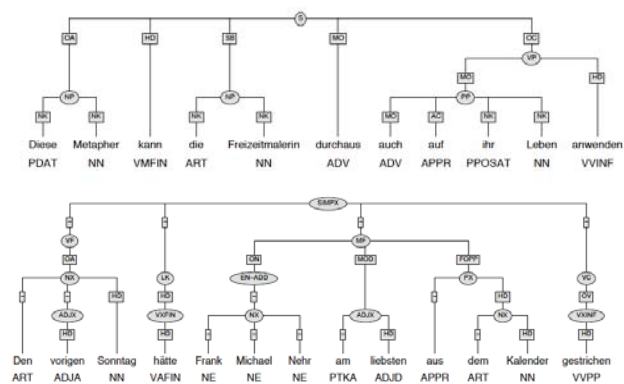 S
OA HD SB MO OC
VP
MO HD
NP NP PP
NK NK NK NK MO AC NK NK
Diese Metapher kann die Freizeitmalerin durchaus auch auf ihr Leben anwenden
PDAT NN VMFIN ART NN ADV ADV APPR PPOSAT NN VVINF
SIMPX
- - - -
VF MF
OA ON MOD FOPP
NX LK EN-ADD PX VC
- - HD HD - - HD OV
ADJX VXFIN NX ADJX NX VXINF
HD HD - - - - HD - HD HD
Den vorigen Sonntag hätte Frank Michael Nehr am liebsten aus dem Kalender gestrichen
ART ADJA NN VAFIN NE NE NE PTKA ADJD APPR ART NN VVPP